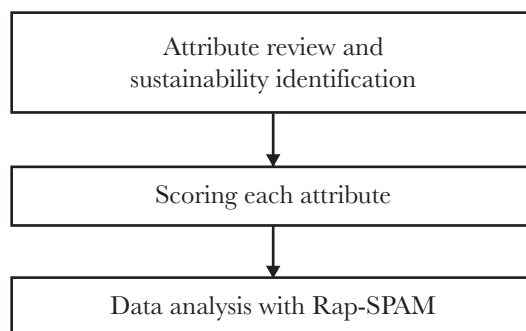 Attribute review and
sustainability identification
Scoring each attribute
Data analysis with Rap-SPAM